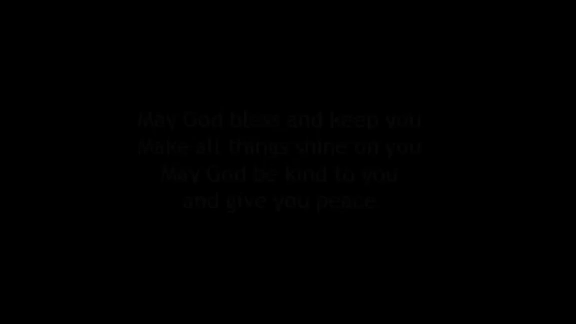 May God bless and keep you
Make all things shine on you
May God be kind to you
and give you peace